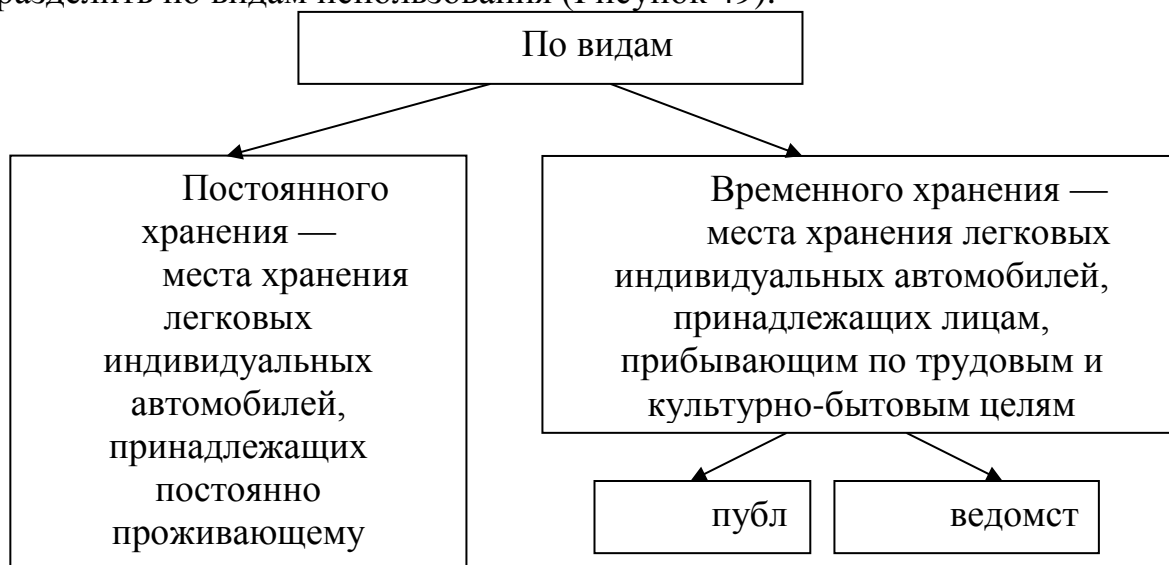 разделить по видам использования (Рисунок 49).
По видам
Постоянного
хранения —
места хранения
легковых
индивидуальных
автомобилей,
принадлежащих
постоянно
проживающему
Временного хранения —
места хранения легковых
индивидуальных автомобилей,
принадлежащих лицам,
прибывающим по трудовым и
культурно-бытовым целям
публ
ведомст